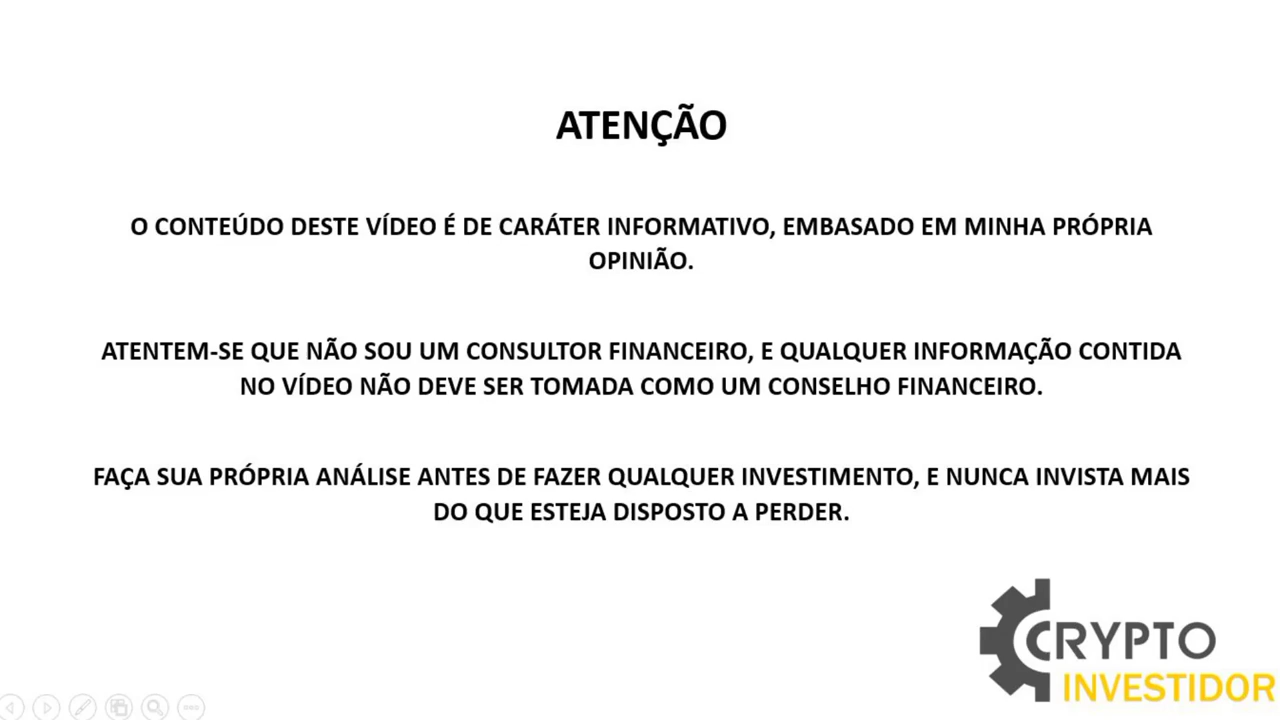 ATENÇÃO
O CONTEÚDO DESTE VÍDEO É DE CARÁTER INFORMATIVO, EMBASADO EM MINHA PRÓPRIA
OPINIÃO.
ATENTEM-SE QUE NÃO SOU UM CONSULTOR FINANCEIRO, E QUALQUER INFORMAÇÃO CONTIDA
NO VÍDEO NÃO DEVE SER TOMADA COMO UM CONSELHO FINANCEIRO.
FAÇA SUA PRÓPRIA ANÁLISE ANTES DE FAZER QUALQUER INVESTIMENTO, E NUNCA INVISTA MAIS
DO QUE ESTEJA DISPOSTO A PERDER.
CRYPTO
INVESTIDOR